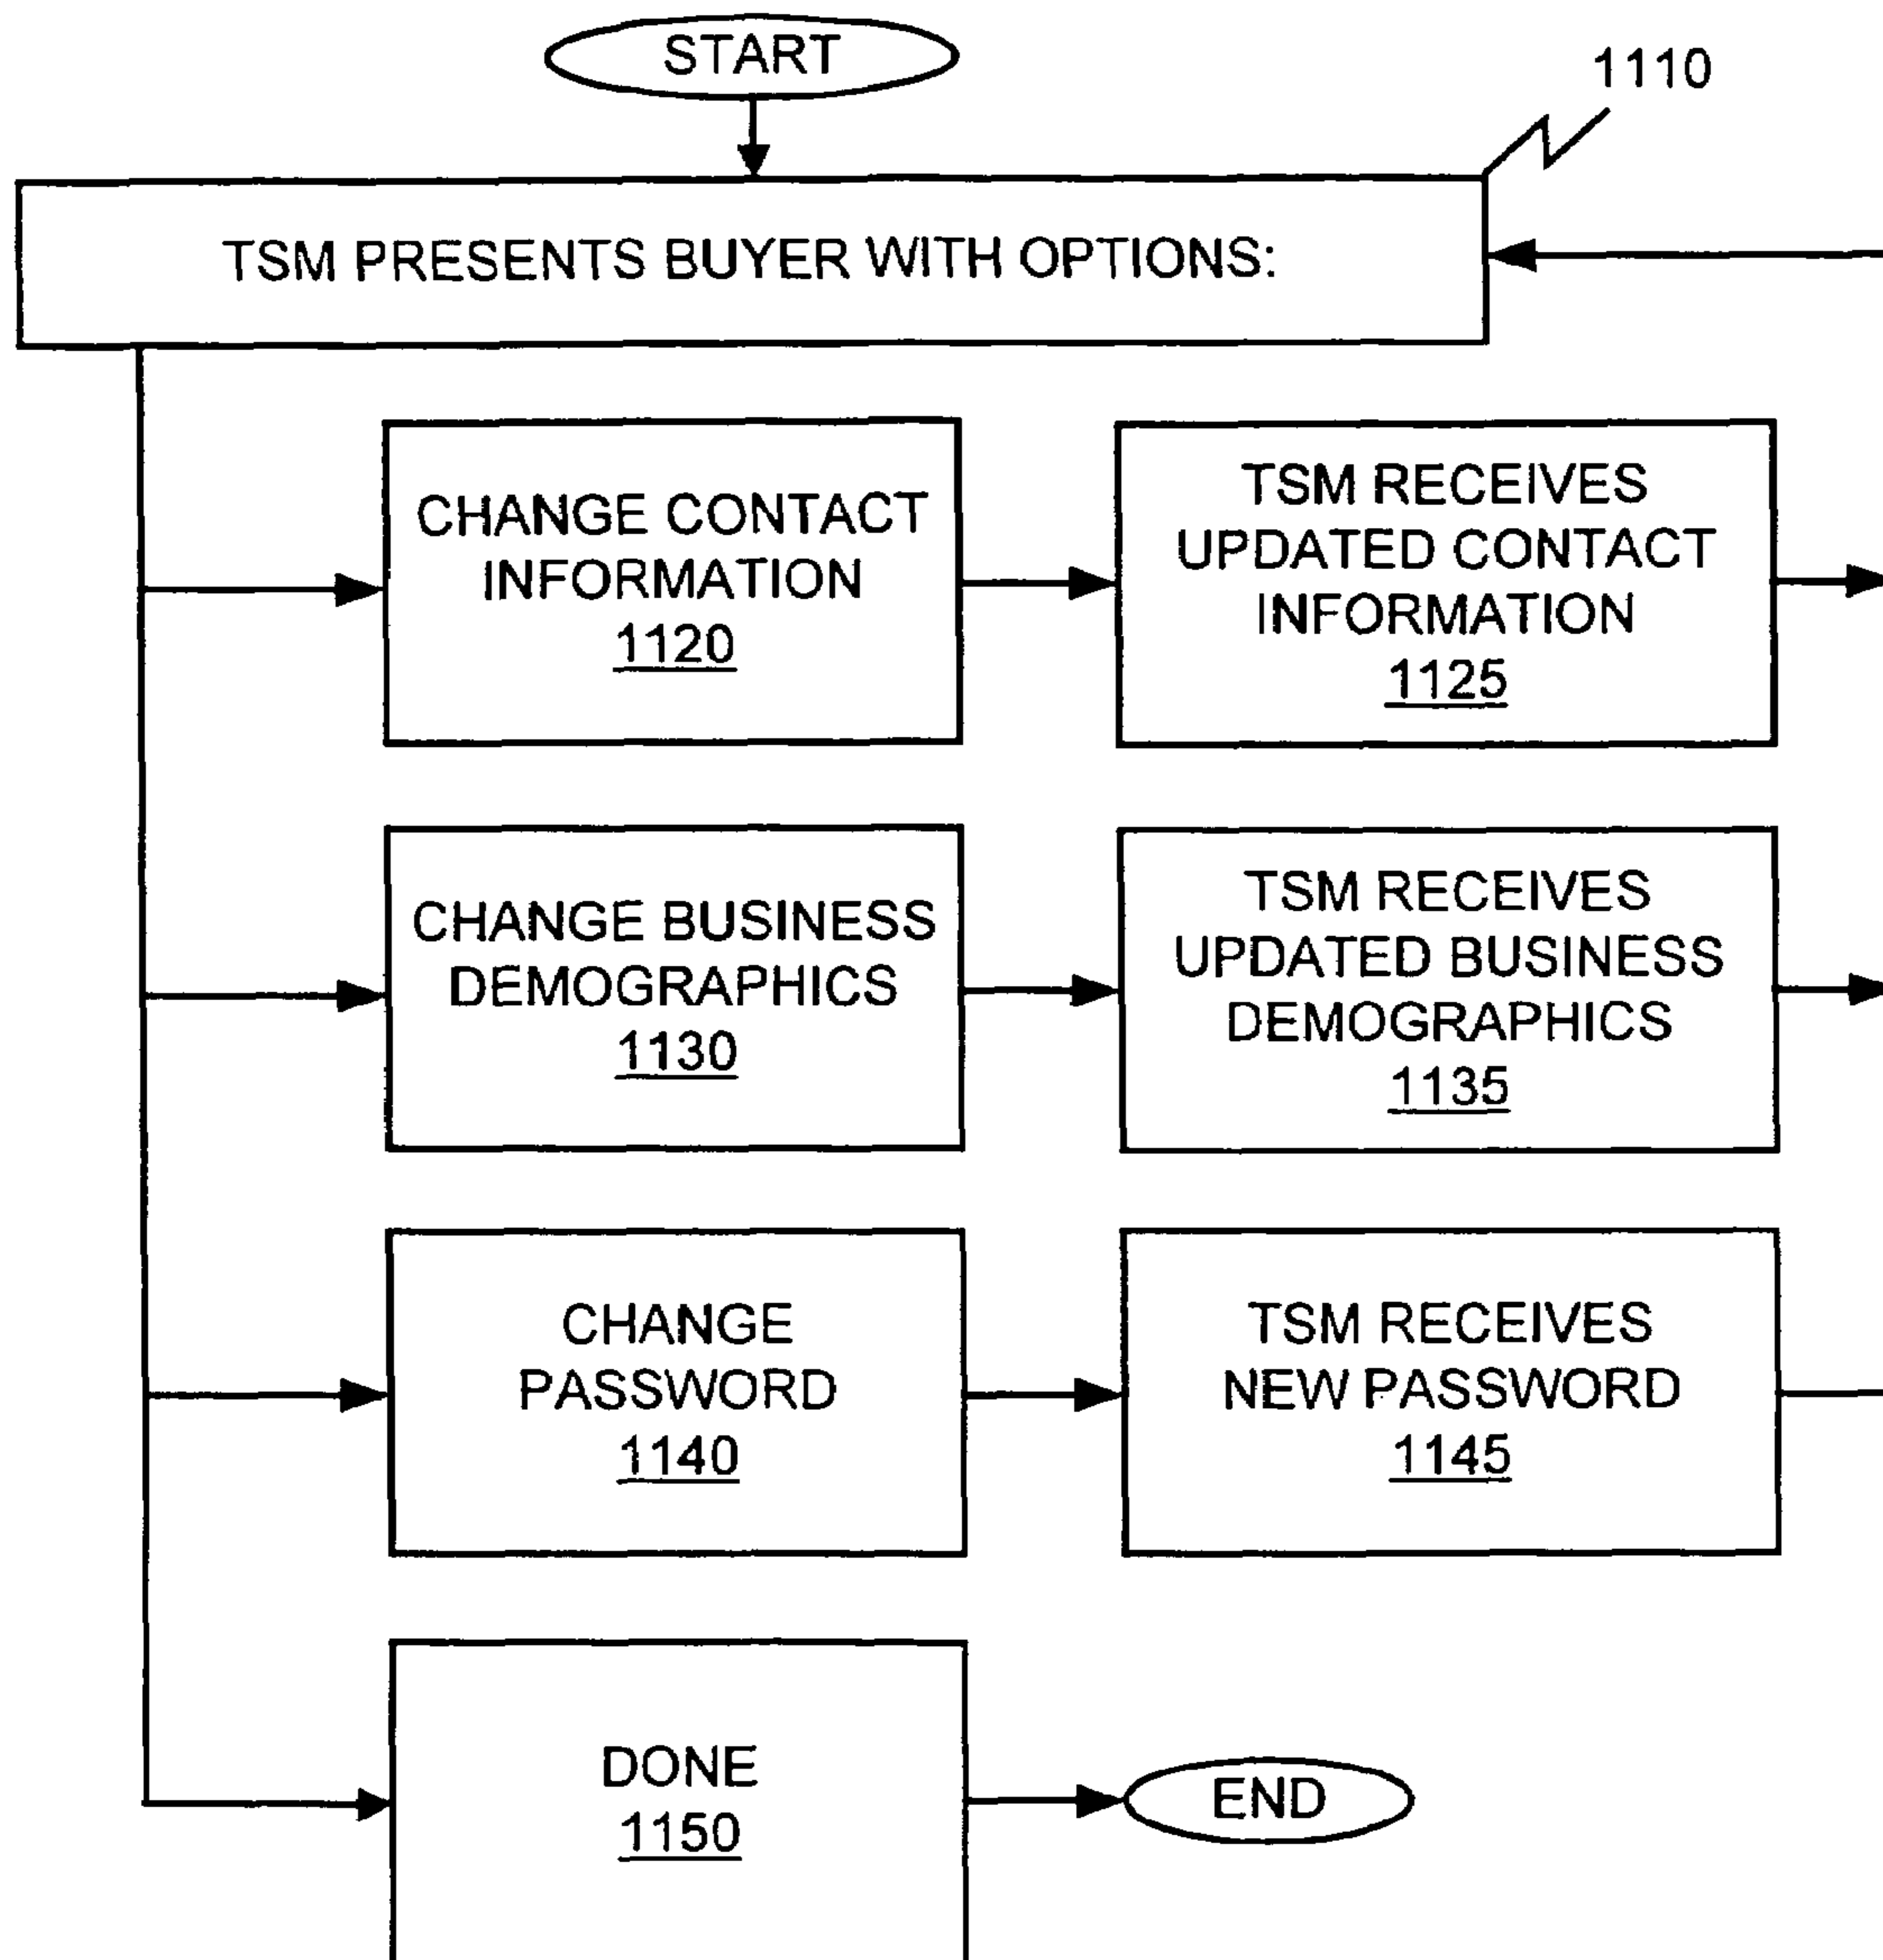 START
1110
TSM PRESENTS BUYER WITH OPTIONS:
CHANGE CONTACT
INFORMATION
1120
TSM RECEIVES
UPDATED CONTACT
INFORMATION
1125
CHANGE BUSINESS
DEMOGRAPHICS
1130
TSM RECEIVES
UPDATED BUSINESS
DEMOGRAPHICS
1135
CHANGE
PASSWORD
1140
TSM RECEIVES
NEW PASSWORD
1145
DONE
1150
END